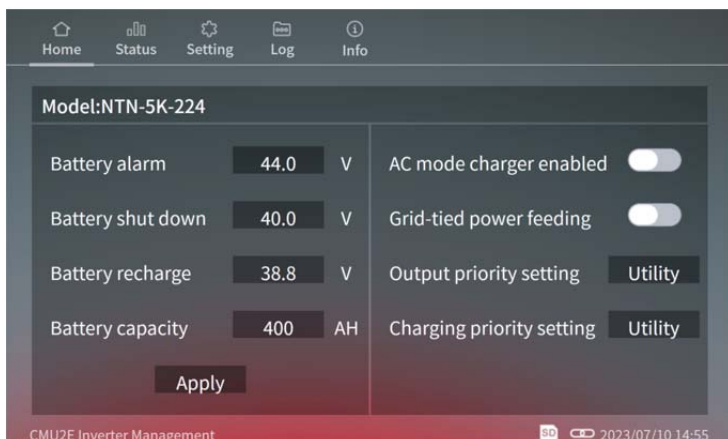 Home Status Setting Log Info
Model:NTN-5K-224
Battery alarm 44.0 V
Battery shut down 40.0 V
Battery recharge 38.8 V
Battery capacity 400 AH
Apply
AC mode charger enabled
Grid-tied power feeding
Output priority setting Utility
Charging priority setting Utility
CMU2E Inverter Management SD 2023/07/10 14:55